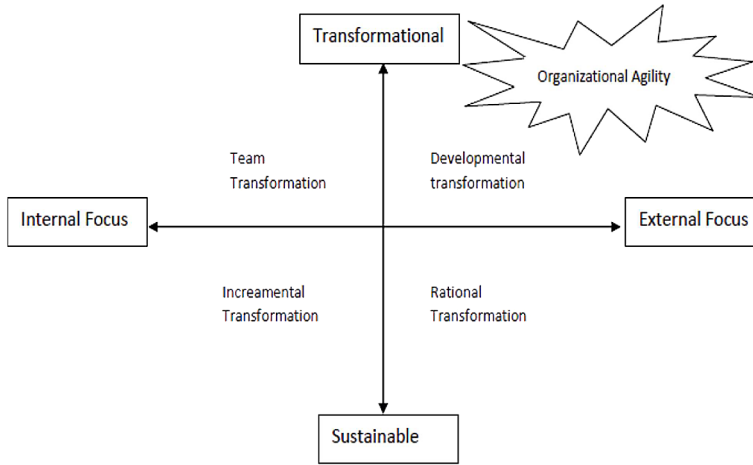 Transformational
Organizational Agility
Team
Transformation
Developmental
transformation
Internal Focus
External Focus
Increamental
Transformation
Rational
Transformation
Sustainable